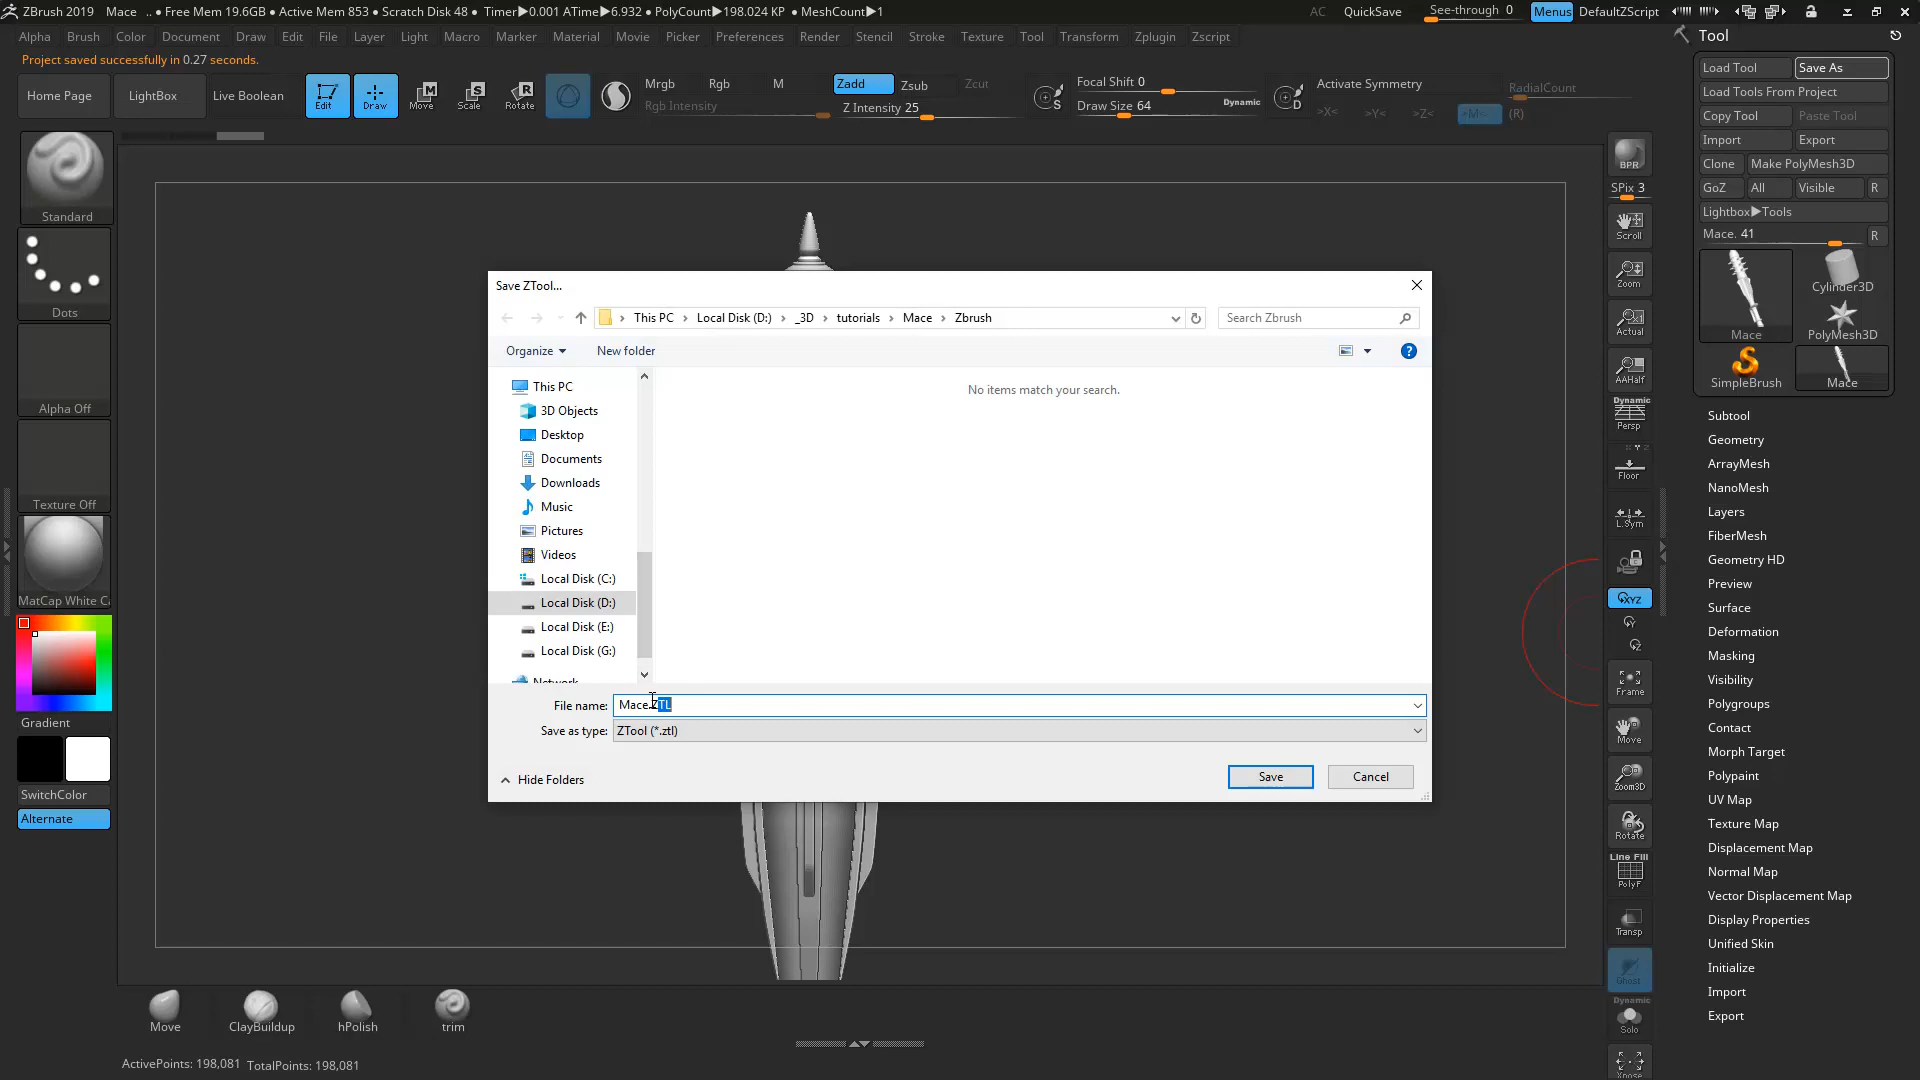 ZBrush 2019 Mace .. • Free Mem 19.6GB • Active Mem 853 • Scratch Disk 48 • Timer▶0.001 ATime▶6.932 • PolyCount▶198.024 KP • MeshCount▶1 AC QuickSave See-through 0 Menus DefaultZScript
Alpha Brush Color Document Draw Edit File Layer Light Macro Marker Material Movie Picker Preferences Render Stencil Stroke Texture Tool Transform Zplugin Zscript
Project saved successfully in 0.27 seconds.
Home Page LightBox Live Boolean Edit Draw Move Scale Rotate
Mrgb Rgb M Zadd Zsub Zcut
Rgb Intensity Z Intensity 25
Focal Shift 0
Draw Size 64 Dynamic
S D
Activate Symmetry RadialCount
>X< >Y< >Z< >M< (R)
Standard
Dots
Alpha Off
Texture Off
MatCap White C
Gradient
SwitchColor
Alternate
Save ZTool...
This PC Local Disk (D:) _3D tutorials Mace Zbrush Search Zbrush
Organize New folder
This PC
3D Objects
Desktop
Documents
Downloads
Music
Pictures
Videos
Local Disk (C:)
Local Disk (D:)
Local Disk (E:)
Local Disk (G:)
Network
No items match your search.
File name: Mace.ZTL
Save as type: ZTool (*.ztl)
Hide Folders Save Cancel
BPR
SPix 3
Scroll
Zoom
Actual
AAHalf
Dynamic
Persp
Floor
L.Sym
XYZ
Y
Z
Frame
Move
Zoom3D
Rotate
Line Fill
PolyF
Transp
Ghost
Dynamic
Solo
Xpose
Tool
Load Tool Save As
Load Tools From Project
Copy Tool Paste Tool
Import Export
Clone Make PolyMesh3D
GoZ All Visible R
Lightbox▶Tools
Mace. 41 R
Mace Cylinder3D
PolyMesh3D
SimpleBrush Mace
Subtool
Geometry
ArrayMesh
NanoMesh
Layers
FiberMesh
Geometry HD
Preview
Surface
Deformation
Masking
Visibility
Polygroups
Contact
Morph Target
Polypaint
UV Map
Texture Map
Displacement Map
Normal Map
Vector Displacement Map
Display Properties
Unified Skin
Initialize
Import
Export
Move ClayBuildup hPolish trim
ActivePoints: 198,081 TotalPoints: 198,081